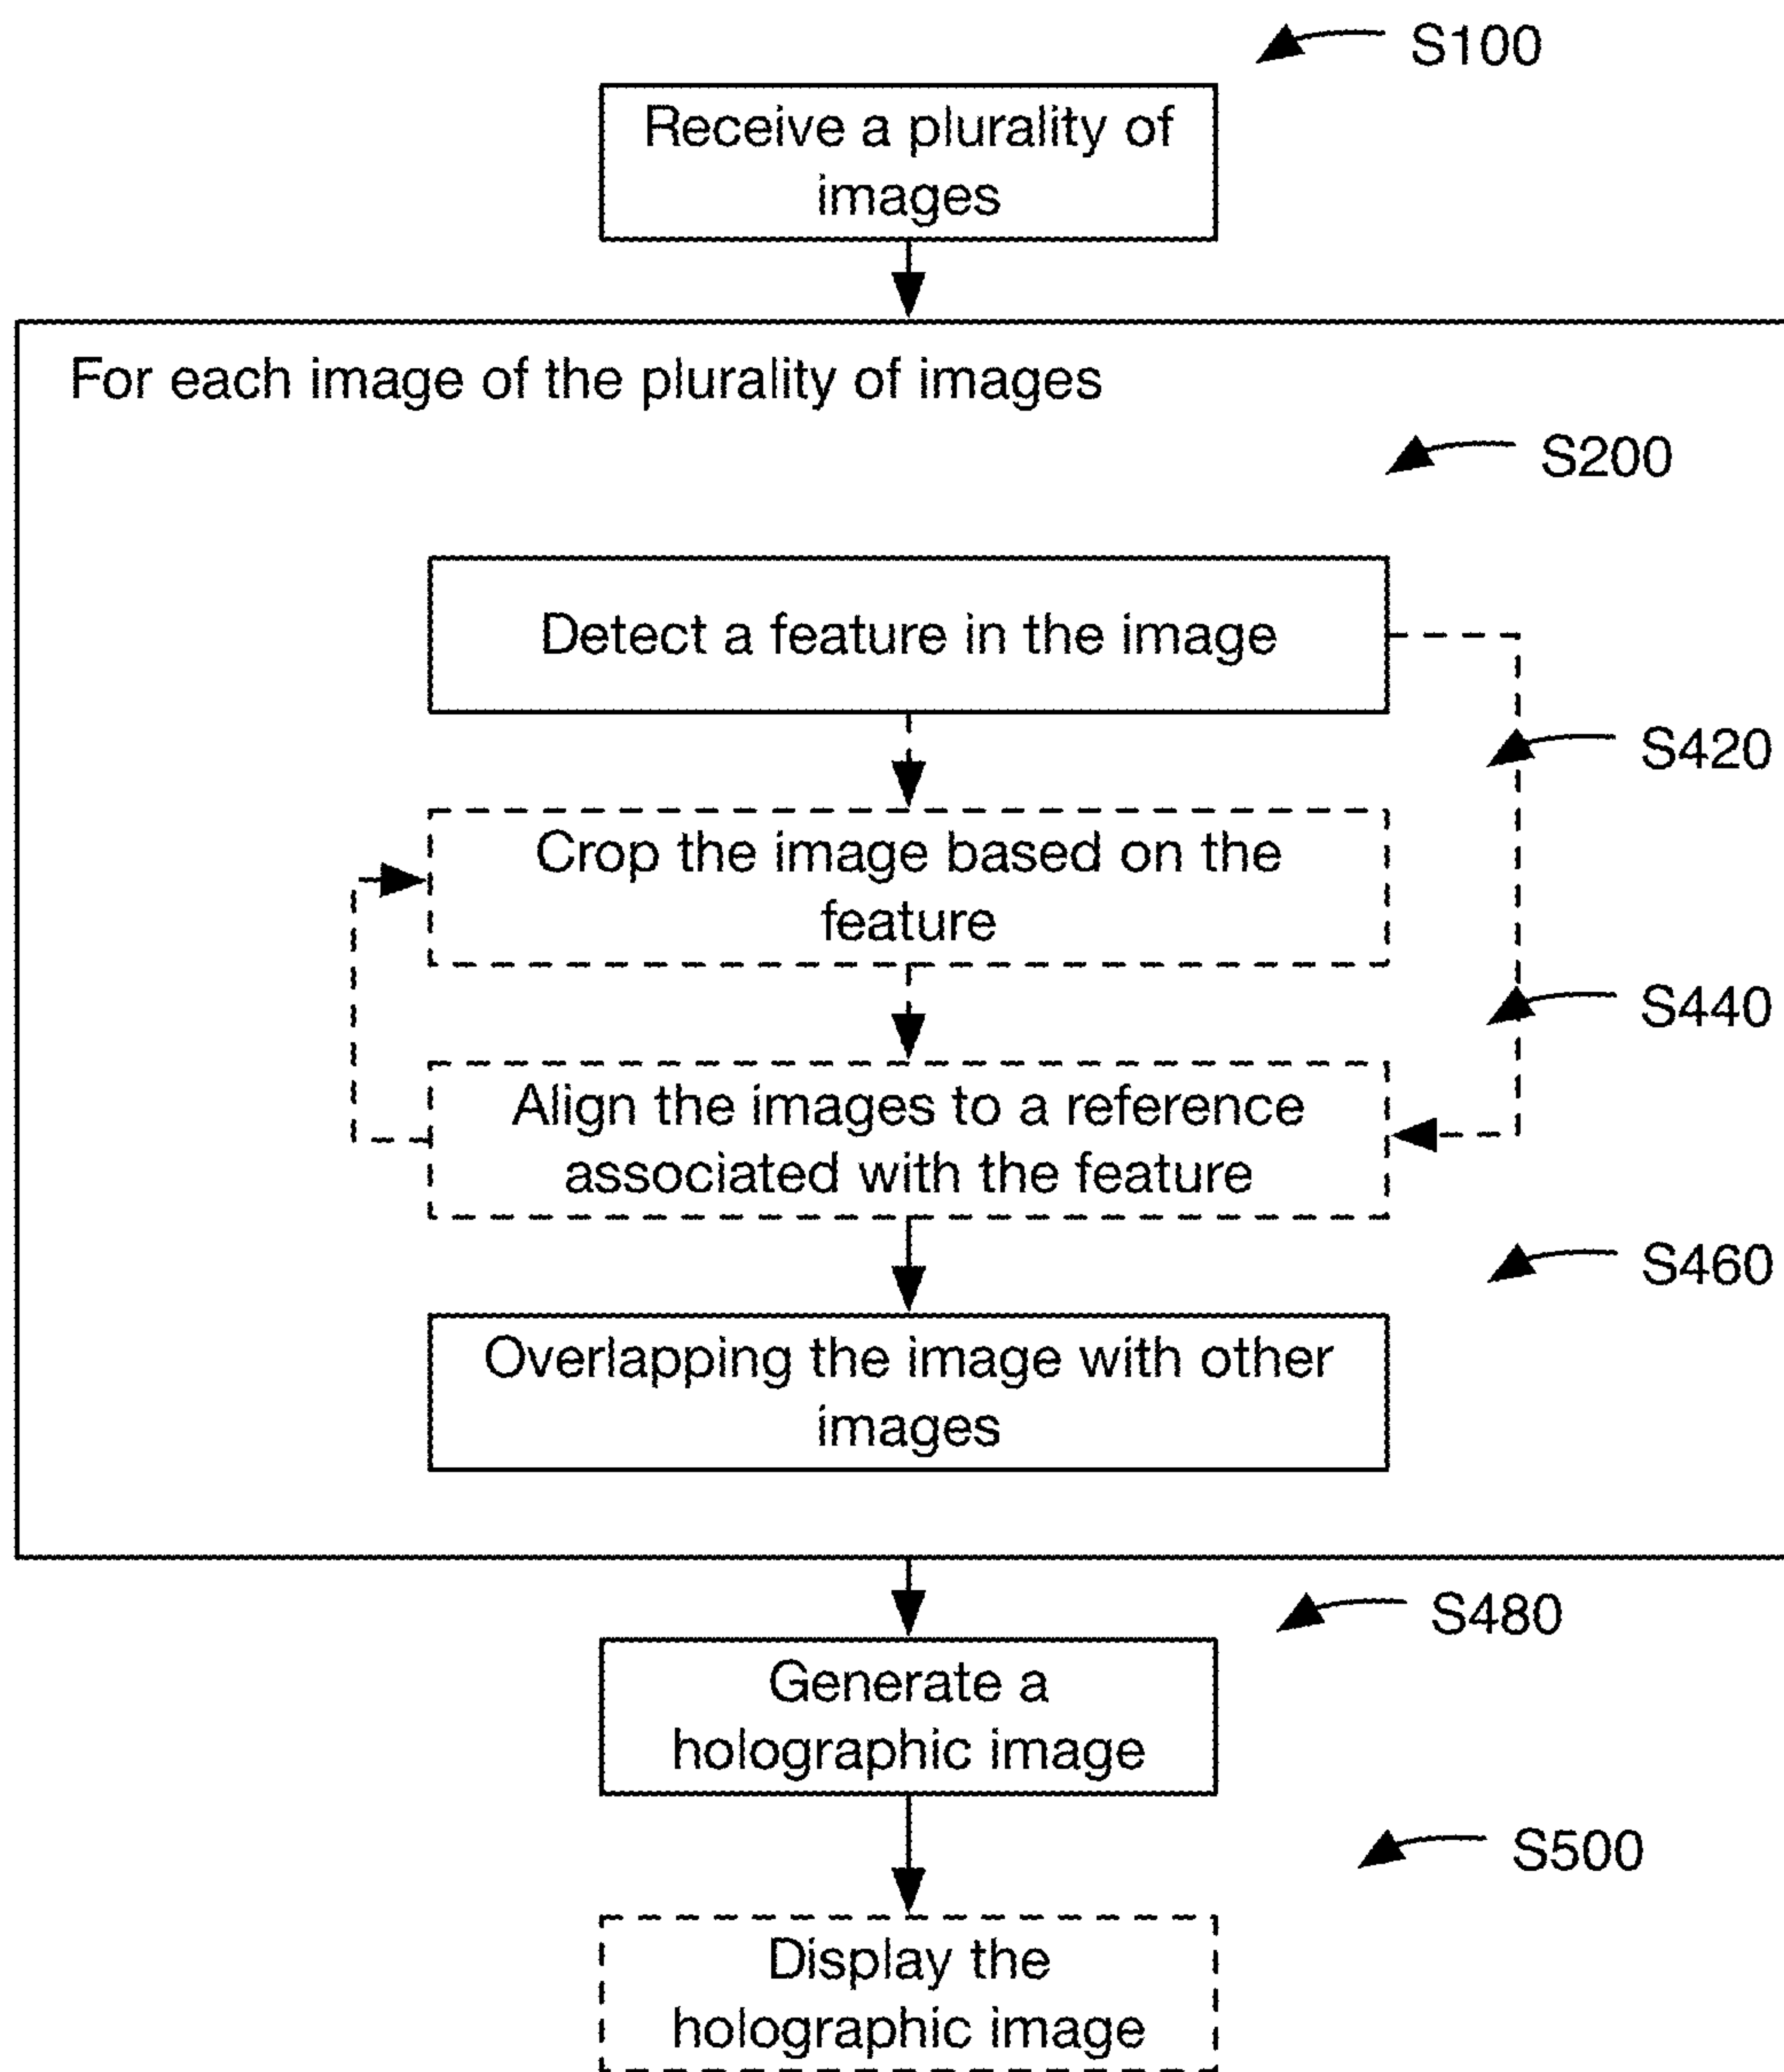 S100
Receive a plurality of
images
For each image of the plurality of images
S200
Detect a feature in the image
S420
Crop the image based on the
feature
S440
Align the images to a reference
associated with the feature
S460
Overlapping the image with other
images
S480
Generate a
holographic image
S500
Display the
holographic image